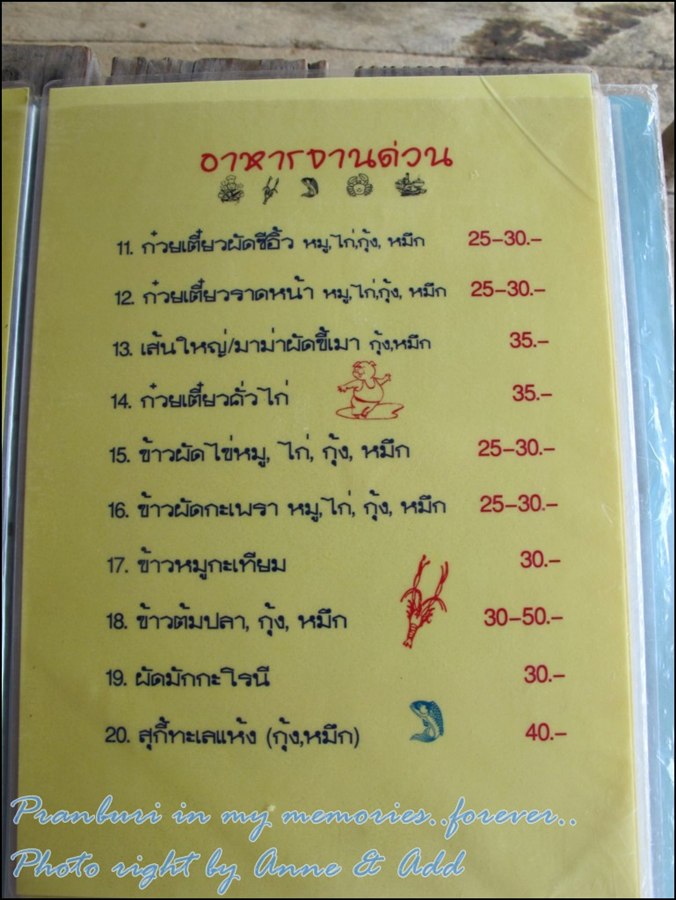 อาหารจานด่วน
11. ก๋วยเตี๋ยวผัดซีอิ้ว หมู,ไก่,กุ้ง, หมึก 25-30.-
12. ก๋วยเตี๋ยวราดหน้า หมู,ไก่,กุ้ง, หมึก 25-30.-
13. เส้นใหญ่/มาม่าผัดขี้เมา กุ้ง,หมึก 35.-
14. ก๋วยเตี๋ยวคั่วไก่ 35.-
15. ข้าวผัดไข่หมู, ไก่, กุ้ง, หมึก 25-30.-
16. ข้าวผัดกะเพรา หมู,ไก่, กุ้ง, หมึก 25-30.-
17. ข้าวหมูกะเทียม 30.-
18. ข้าวต้มปลา, กุ้ง, หมึก 30-50.-
19. ผัดมักกะโรนี 30.-
20. สุกี้ทะเลแห้ง (กุ้ง,หมึก) 40.-
Pranburi in my memories..forever..
Photo right by Anne & Add